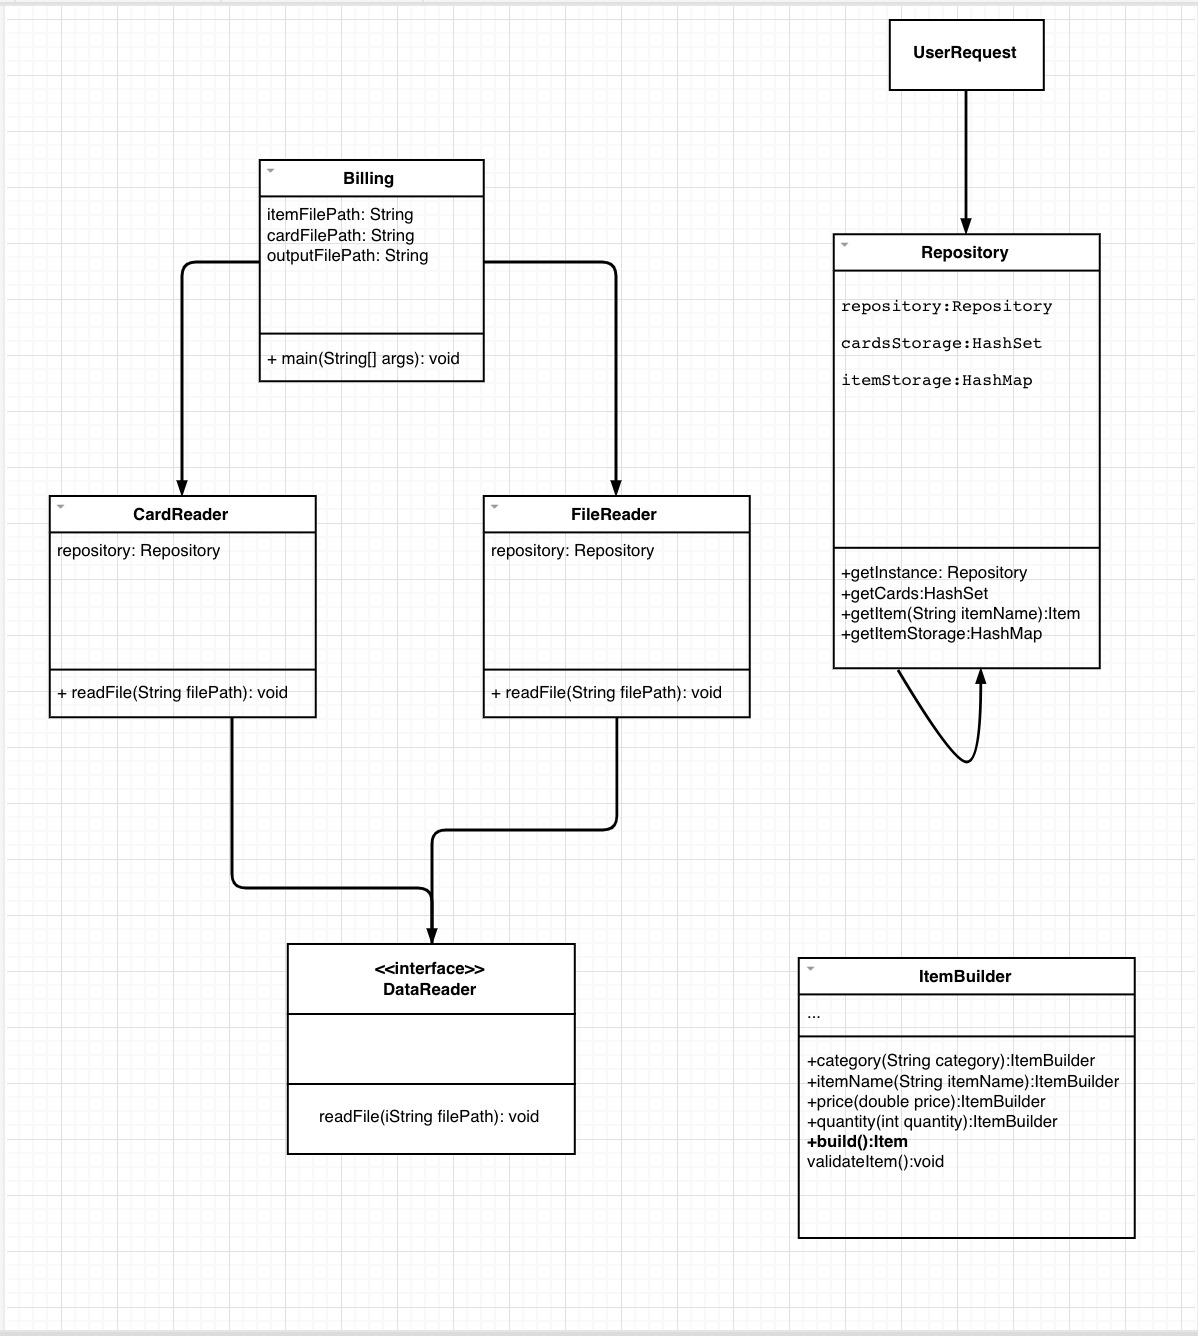 UserRequest
Billing
itemFilePath: String
cardFilePath: String
outputFilePath: String
+ main(String[] args): void
Repository
repository:Repository
cardsStorage:HashSet
itemStorage:HashMap
+getInstance: Repository
+getCards:HashSet
+getItem(String itemName):Item
+getItemStorage:HashMap
CardReader
repository: Repository
+ readFile(String filePath): void
FileReader
repository: Repository
+ readFile(String filePath): void
<<interface>>
DataReader
readFile(iString filePath): void
ItemBuilder
...
+category(String category):ItemBuilder
+itemName(String itemName):ItemBuilder
+price(double price):ItemBuilder
+quantity(int quantity):ItemBuilder
+build():Item
validateItem():void